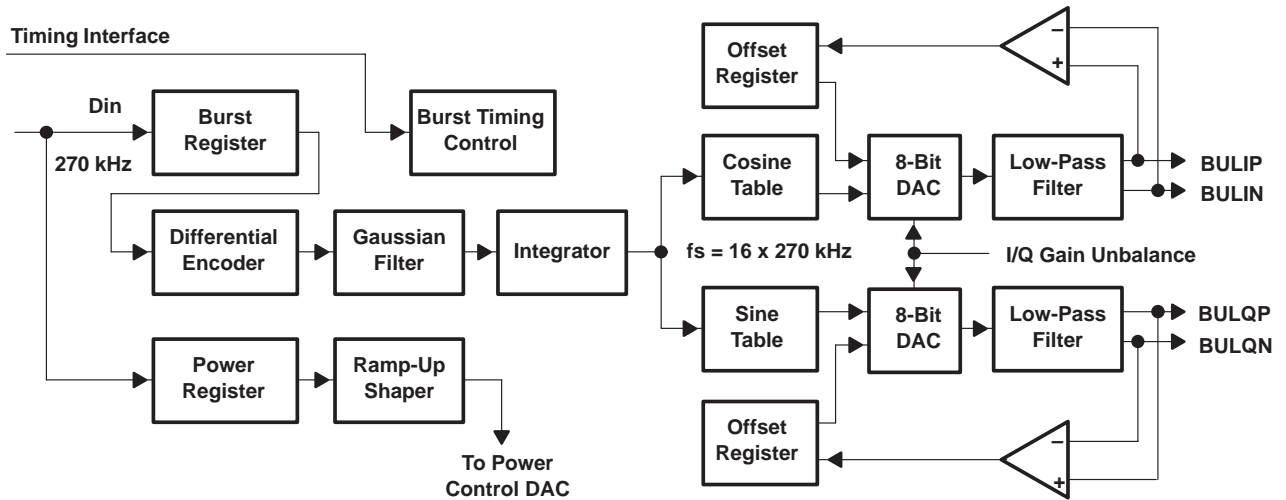 Timing Interface
Din
270 kHz
Burst
Register
Burst Timing
Control
Differential
Encoder
Gaussian
Filter
Integrator
Power
Register
Ramp-Up
Shaper
To Power
Control DAC
Offset
Register
−
+
Cosine
Table
8-Bit
DAC
Low-Pass
Filter
BULIP
BULIN
fs = 16 x 270 kHz
I/Q Gain Unbalance
Sine
Table
8-Bit
DAC
Low-Pass
Filter
BULQP
BULQN
Offset
Register
−
+